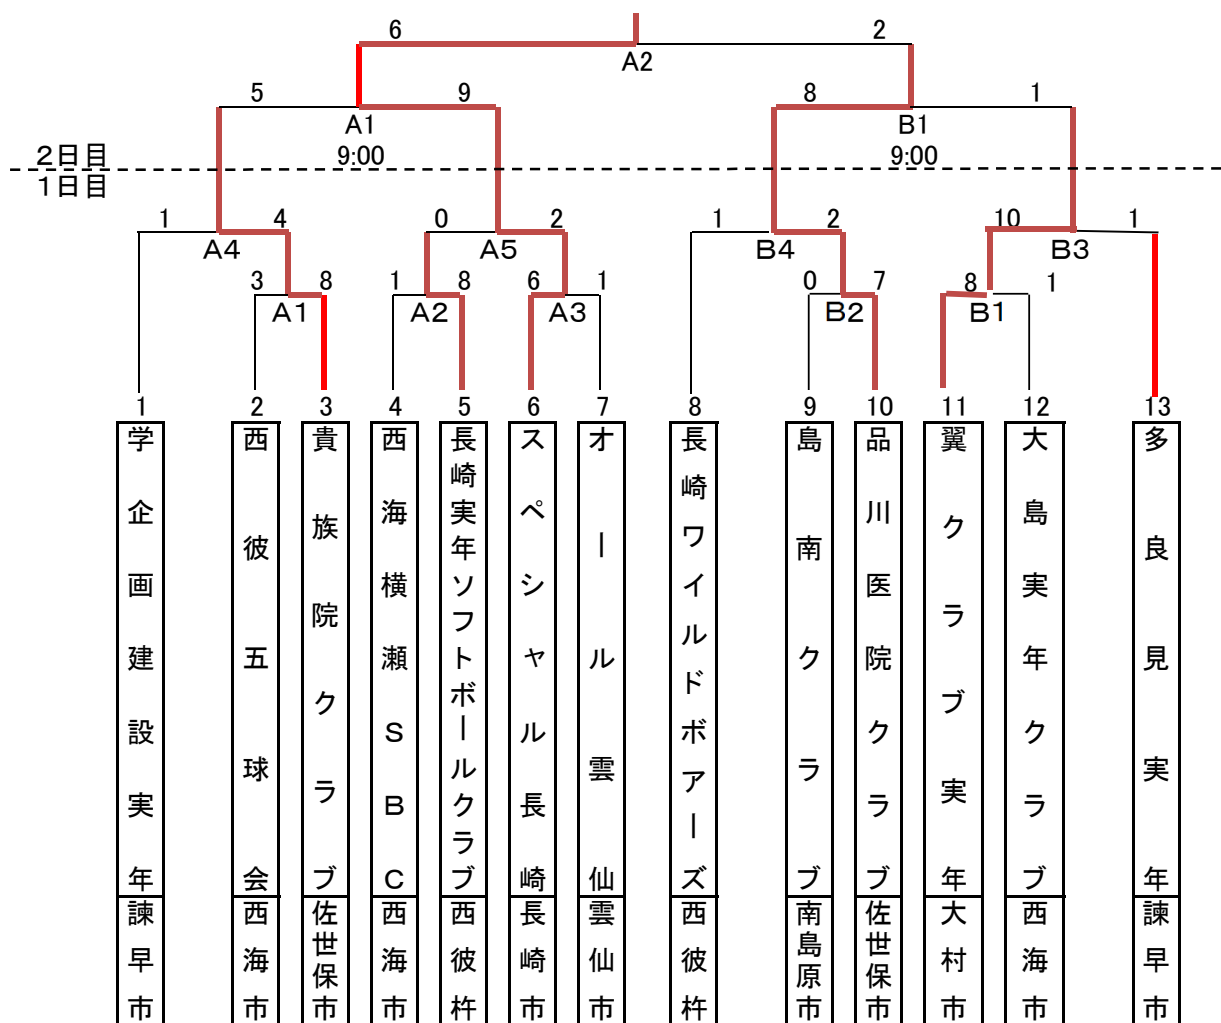 6 2
A2
5 9 8 1
A1 B1
2日目 9:00 9:00
1日目
1 4 0 2 1 2 10 1
A4 A5 B4 B3
3 8 1 8 6 1 0 7 8 1
A1 A2 A3 B2 B1
1 2 3 4 5 6 7 8 9 10 11 12 13
学企画建設実年
諫早市
西彼五球会
西海市
貴族院クラブ
佐世保市
西海横瀬SBC
西海市
長崎実年ソフトボールクラブ
西彼杵
スペシャル長崎
長崎市
オール雲仙
雲仙市
長崎ワイルドボアーズ
西彼杵
島南クラブ
南島原市
品川医院クラブ
佐世保市
翼クラブ実年
大村市
大島実年クラブ
西海市
多良見実年
諫早市